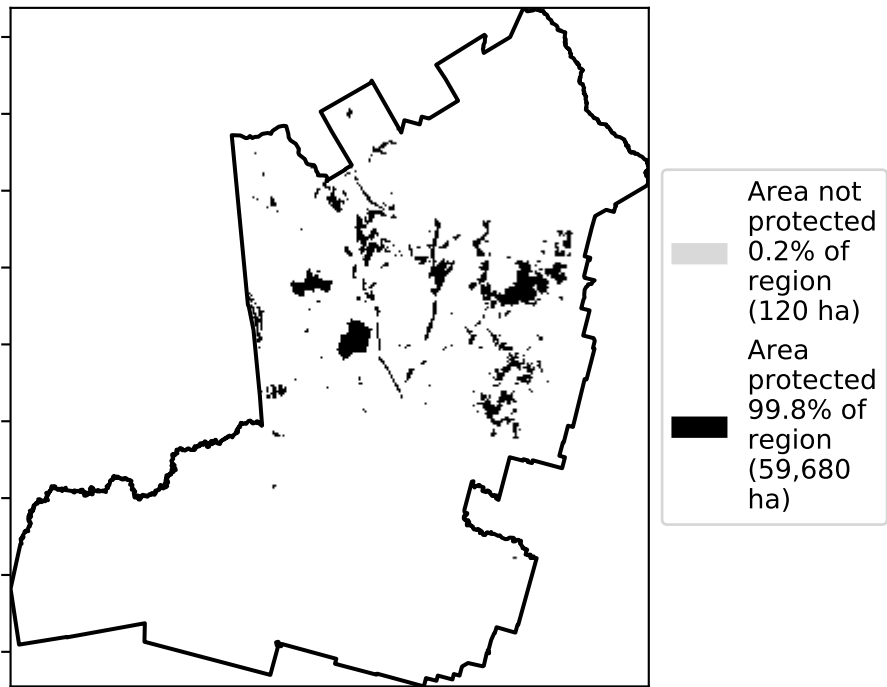 Area not
protected
0.2% of
region
(120 ha)
Area
protected
99.8% of
region
(59,680
ha)